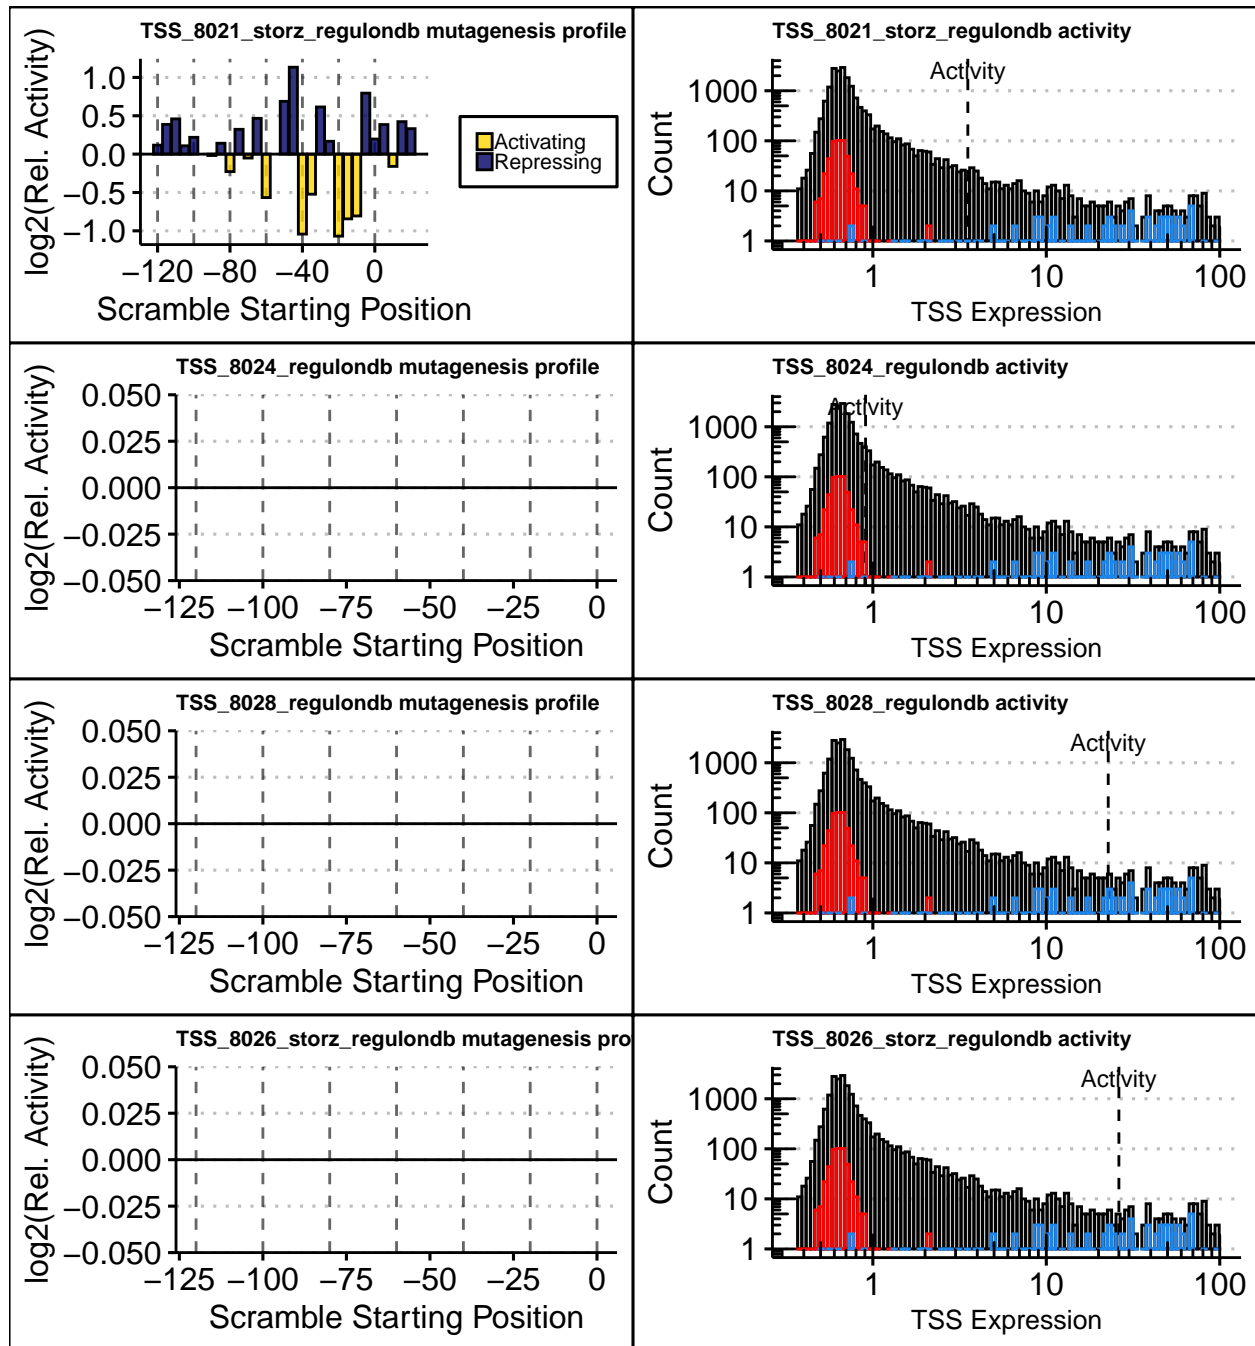 TSS_8021_storz_regulondb mutagenesis profile
log2(Rel. Activity)
1.0
0.5
0.0
−0.5
−1.0
−120 −80 −40 0
Scramble Starting Position
Activating
Repressing
TSS_8021_storz_regulondb activity
Activity
Count
1000
100
10
1
1 10 100
TSS Expression
TSS_8024_regulondb mutagenesis profile
log2(Rel. Activity)
0.050
0.025
0.000
−0.025
−0.050
−125 −100 −75 −50 −25 0
Scramble Starting Position
TSS_8024_regulondb activity
Activity
Count
1000
100
10
1
1 10 100
TSS Expression
TSS_8028_regulondb mutagenesis profile
log2(Rel. Activity)
0.050
0.025
0.000
−0.025
−0.050
−125 −100 −75 −50 −25 0
Scramble Starting Position
TSS_8028_regulondb activity
Activity
Count
1000
100
10
1
1 10 100
TSS Expression
TSS_8026_storz_regulondb mutagenesis pro
log2(Rel. Activity)
0.050
0.025
0.000
−0.025
−0.050
−125 −100 −75 −50 −25 0
Scramble Starting Position
TSS_8026_storz_regulondb activity
Activity
Count
1000
100
10
1
1 10 100
TSS Expression